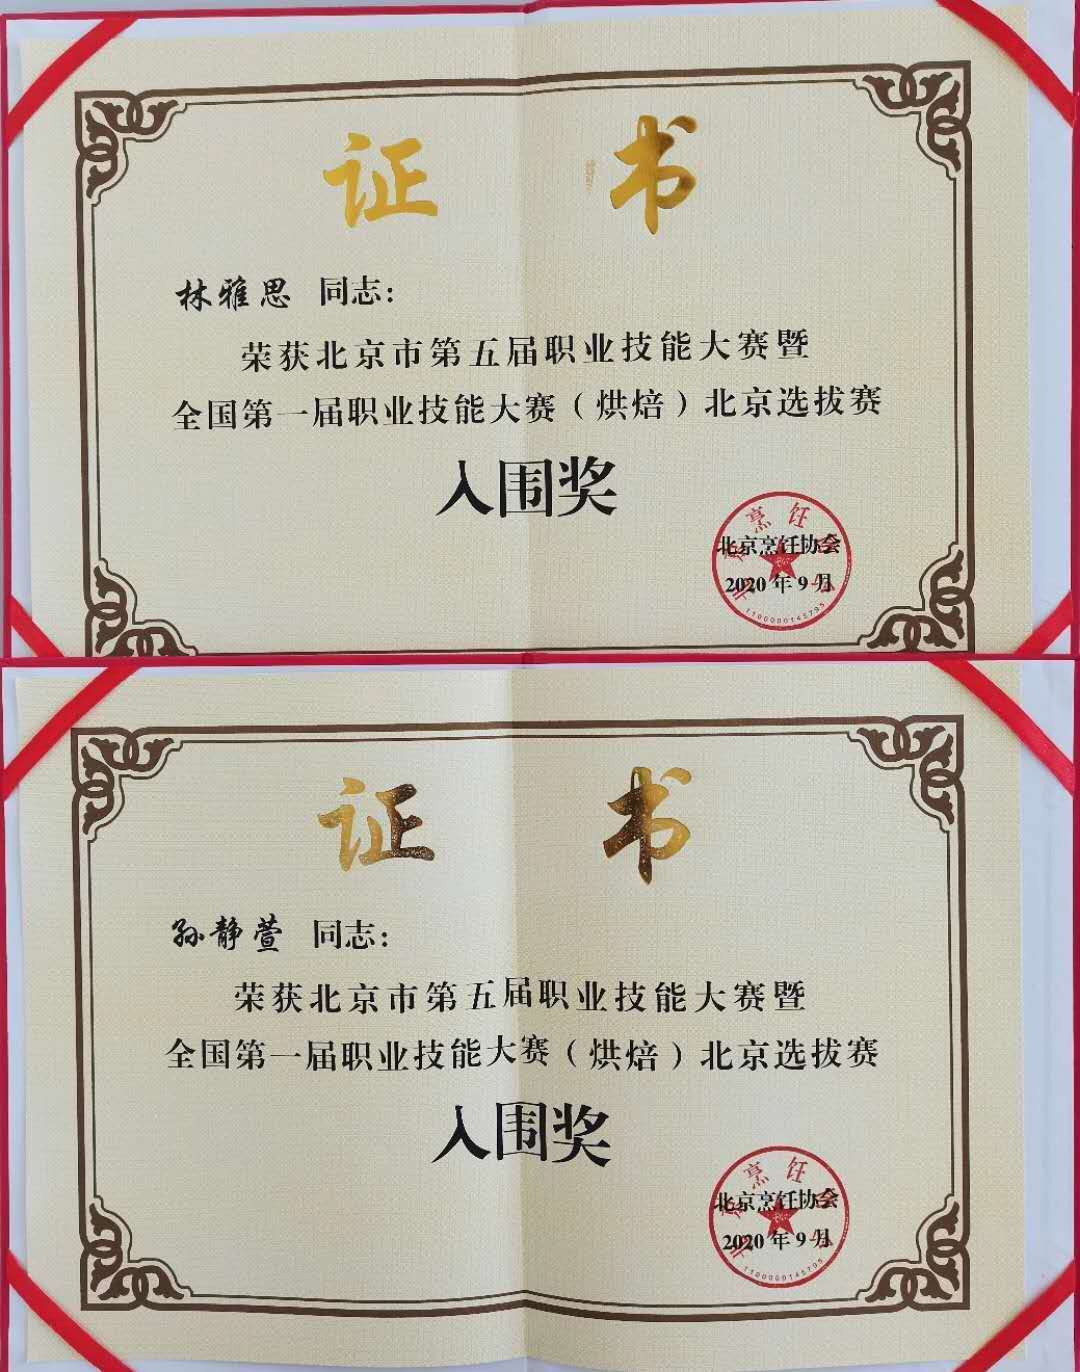 证书
林雅思 同志：
荣获北京市第五届职业技能大赛暨
全国第一届职业技能大赛（烘焙）北京选拔赛
入围奖
北京烹饪协会
2020年9月
1100000145795
证书
孙静萱 同志：
荣获北京市第五届职业技能大赛暨
全国第一届职业技能大赛（烘焙）北京选拔赛
入围奖
北京烹饪协会
2020年9月
1100000145795